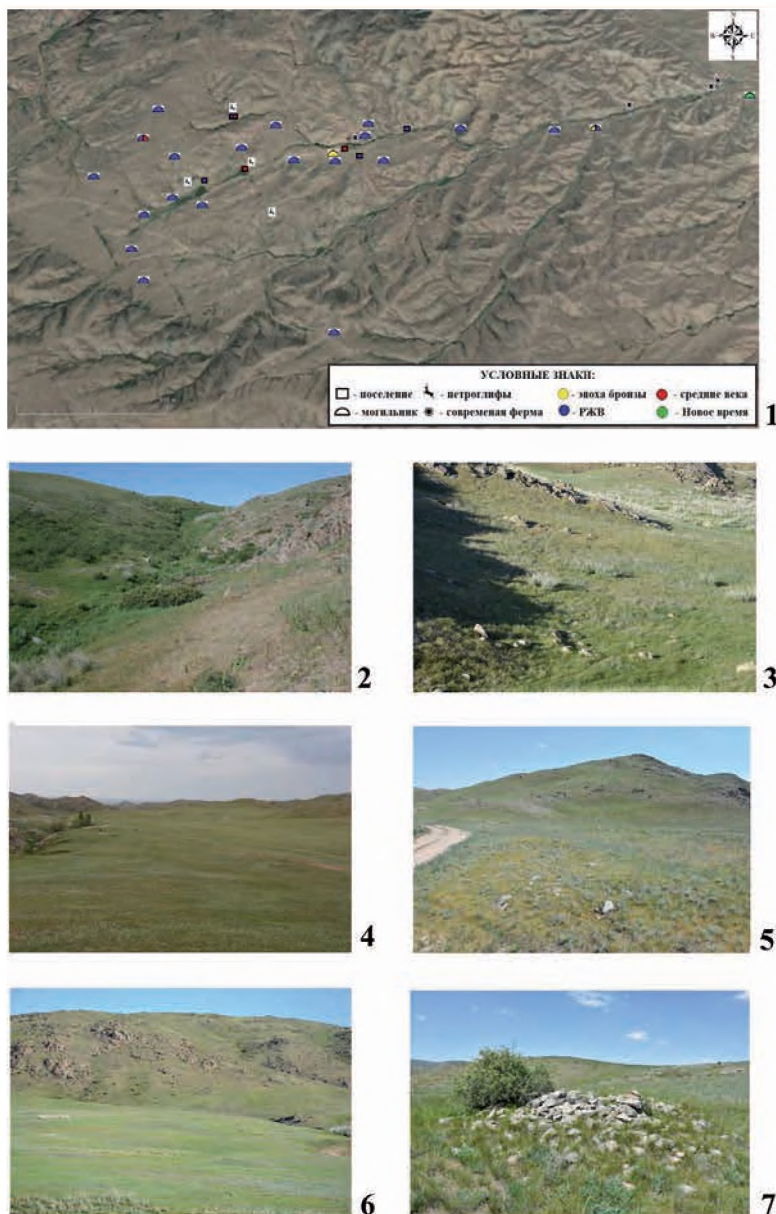 УСЛОВНЫЕ ЗНАКИ:
- поселение - петроглифы - эпоха бронзы - средние века
- могильник - современая ферма - РЖВ - Новое время
1
2 3
4 5
6 7